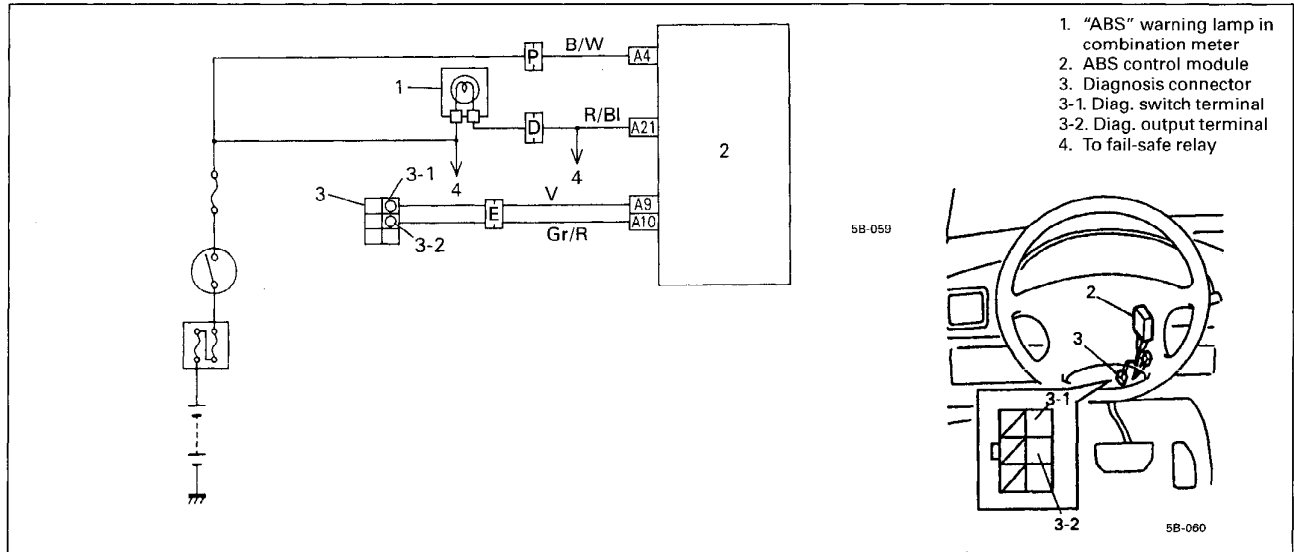 1. "ABS" warning lamp in
combination meter
2. ABS control module
3. Diagnosis connector
3-1. Diag. switch terminal
3-2. Diag. output terminal
4. To fail-safe relay
P
B/W
A4
1
D
R/Bl
A21
2
4
4
3
3-1
V
A9
E
A10
3-2
Gr/R
5B-059
2
3
3-1
3-2
5B-060